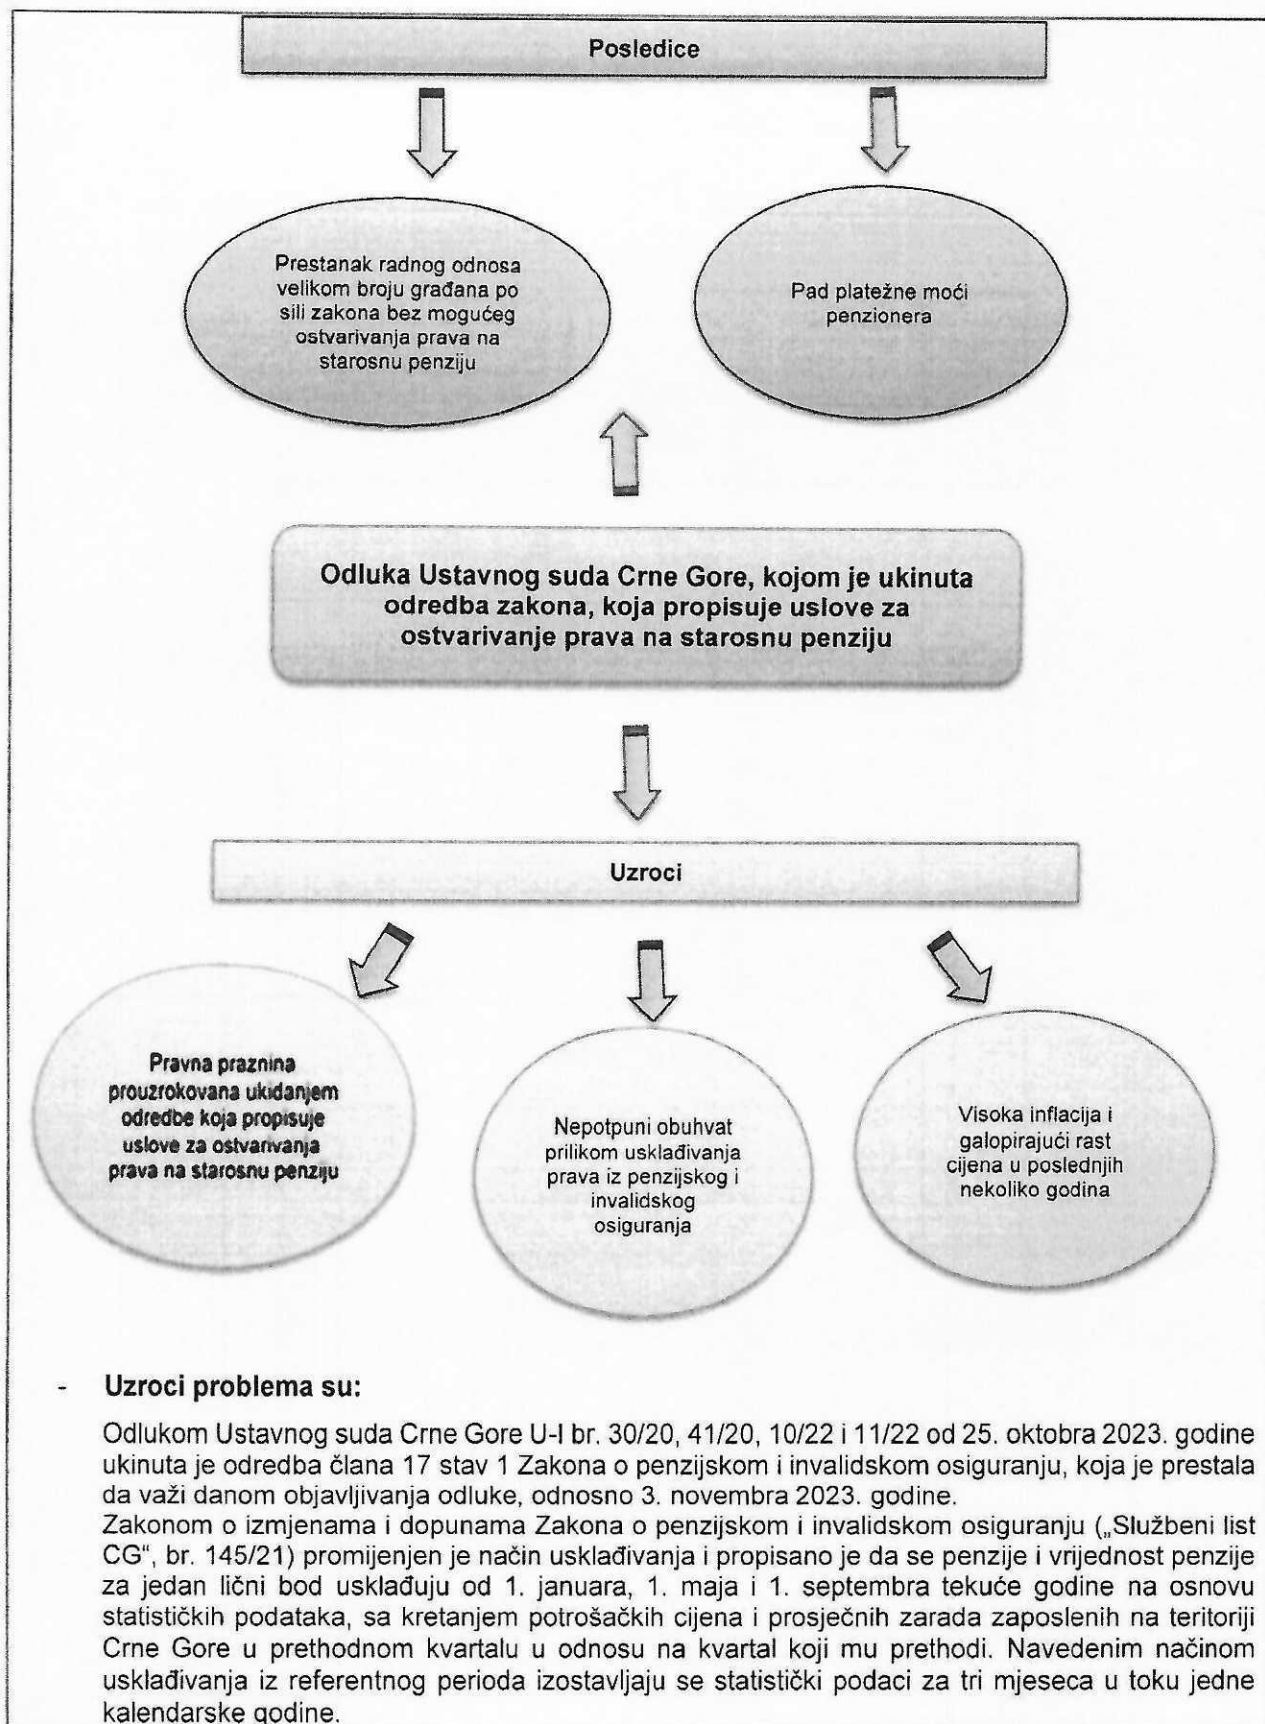 Posledice
Prestanak radnog odnosa
velikom broju građana po
sili zakona bez mogućeg
ostvarivanja prava na
starosnu penziju
Pad platežne moći
penzionera
Odluka Ustavnog suda Crne Gore, kojom je ukinuta
odredba zakona, koja propisuje uslove za
ostvarivanje prava na starosnu penziju
Uzroci
Pravna praznina
prouzrokovana ukidanjem
odredbe koja propisuje
uslove za ostvarivanja
prava na starosnu penziju
Nepotpuni obuhvat
prilikom usklađivanja
prava iz penzijskog i
invalidskog
osiguranja
Visoka inflacija i
galopirajući rast
cijena u poslednjih
nekoliko godina
- Uzroci problema su:
Odlukom Ustavnog suda Crne Gore U-I br. 30/20, 41/20, 10/22 i 11/22 od 25. oktobra 2023. godine
ukinuta je odredba člana 17 stav 1 Zakona o penzijskom i invalidskom osiguranju, koja je prestala
da važi danom objavljivanja odluke, odnosno 3. novembra 2023. godine.
Zakonom o izmjenama i dopunama Zakona o penzijskom i invalidskom osiguranju („Službeni list
CG“, br. 145/21) promijenjen je način usklađivanja i propisano je da se penzije i vrijednost penzije
za jedan lični bod usklađuju od 1. januara, 1. maja i 1. septembra tekuće godine na osnovu
statističkih podataka, sa kretanjem potrošačkih cijena i prosječnih zarada zaposlenih na teritoriji
Crne Gore u prethodnom kvartalu u odnosu na kvartal koji mu prethodi. Navedenim načinom
usklađivanja iz referentnog perioda izostavljaju se statistički podaci za tri mjeseca u toku jedne
kalendarske godine.